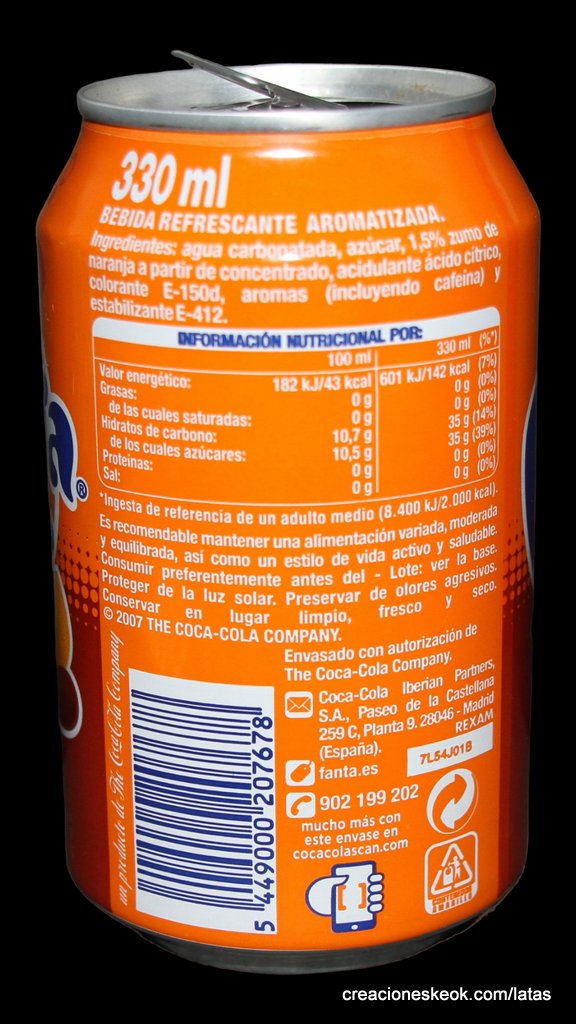 330 ml
BEBIDA REFRESCANTE AROMATIZADA.
Ingredientes: agua carbonatada, azúcar, 1,5% zumo de
naranja a partir de concentrado, acidulante ácido cítrico,
colorante E-150d, aromas (incluyendo cafeína) y
estabilizante E-412.
INFORMACIÓN NUTRICIONAL POR:
100 ml 330 ml (%*)
Valor energético: 182 kJ/43 kcal 601 kJ/142 kcal (7%)
Grasas: 0 g 0 g (0%)
de las cuales saturadas: 0 g 0 g (0%)
Hidratos de carbono: 10,7 g 35 g (14%)
de los cuales azúcares: 10,5 g 35 g (39%)
Proteínas: 0 g 0 g (0%)
Sal: 0 g 0 g (0%)
*Ingesta de referencia de un adulto medio (8.400 kJ/2.000 kcal).
Es recomendable mantener una alimentación variada, moderada
y equilibrada, así como un estilo de vida activo y saludable.
Consumir preferentemente antes del - Lote: ver la base.
Proteger de la luz solar. Preservar de olores agresivos.
Conservar en lugar limpio, fresco y seco.
© 2007 THE COCA-COLA COMPANY.
Envasado con autorización de
The Coca-Cola Company.
Coca-Cola Iberian Partners,
S.A., Paseo de la Castellana
259 C, Planta 9. 28046 - Madrid
(España).
REXAM
7L54J01B
fanta.es
902 199 202
mucho más con
este envase en
cocacolascan.com
CONTENEDOR
AMARILLO
un producto de The Coca-Cola Company
5 449000 207678
a®
creacioneskeok.com/latas